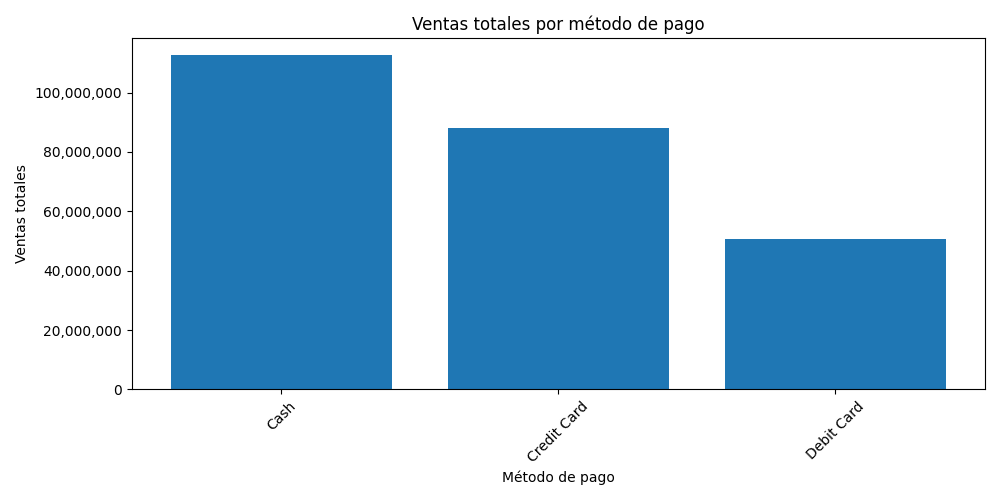 Ventas totales por método de pago
Ventas totales
100,000,000
80,000,000
60,000,000
40,000,000
20,000,000
0
Cash
Credit Card
Debit Card
Método de pago